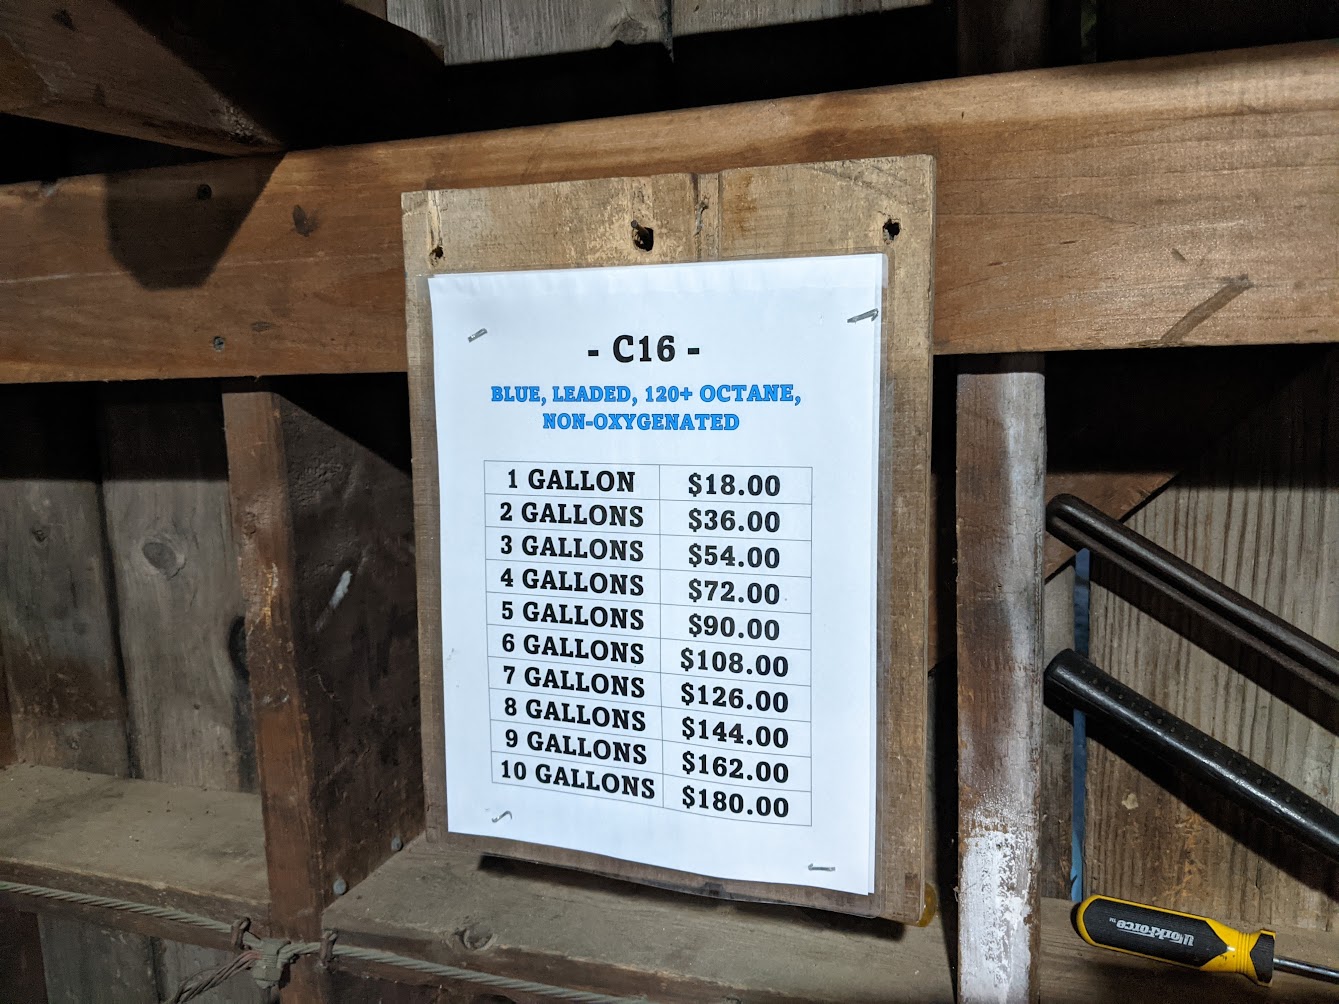 - C16 -
BLUE, LEADED, 120+ OCTANE,
NON-OXYGENATED
1 GALLON $18.00
2 GALLONS $36.00
3 GALLONS $54.00
4 GALLONS $72.00
5 GALLONS $90.00
6 GALLONS $108.00
7 GALLONS $126.00
8 GALLONS $144.00
9 GALLONS $162.00
10 GALLONS $180.00
Workforce™